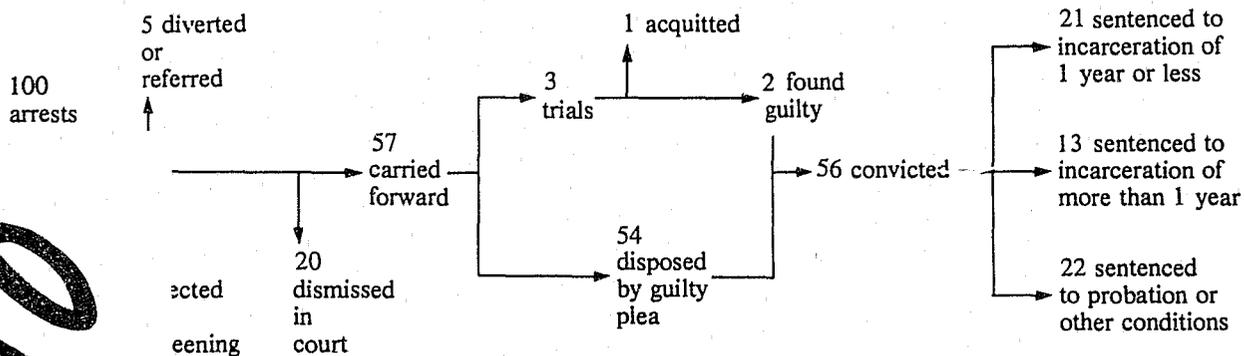 100
arrests
5 diverted
or
referred
ected
eening
20
dismissed
in
court
57
carried
forward
3
trials
1 acquitted
2 found
guilty
54
disposed
by guilty
plea
56 convicted
21 sentenced to
incarceration of
1 year or less
13 sentenced to
incarceration of
more than 1 year
22 sentenced
to probation or
other conditions